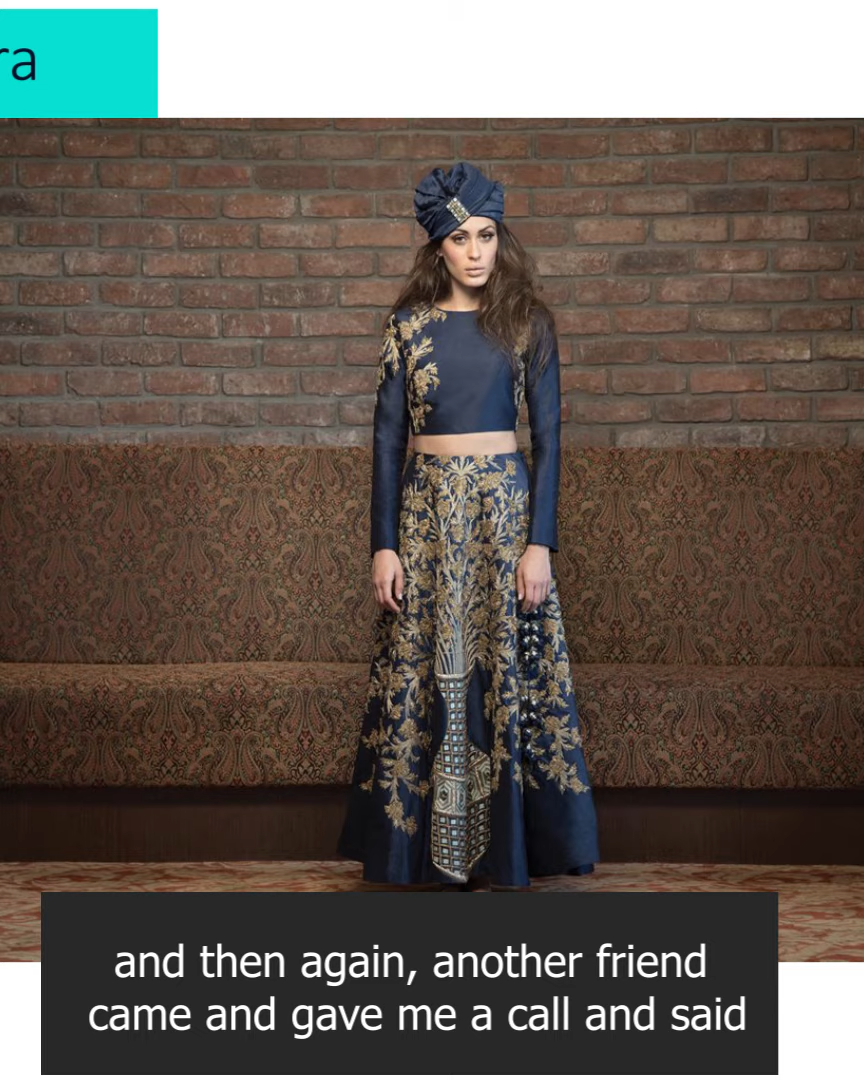 ra
and then again, another friend
came and gave me a call and said